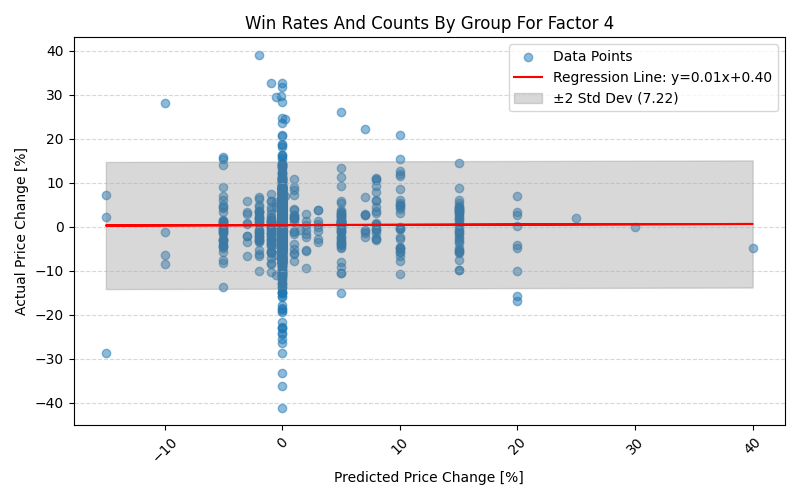 Win Rates And Counts By Group For Factor 4
Data Points
Regression Line: y=0.01x+0.40
±2 Std Dev (7.22)
Actual Price Change [%]
40
30
20
10
0
−10
−20
−30
−40
−10
0
10
20
30
40
Predicted Price Change [%]